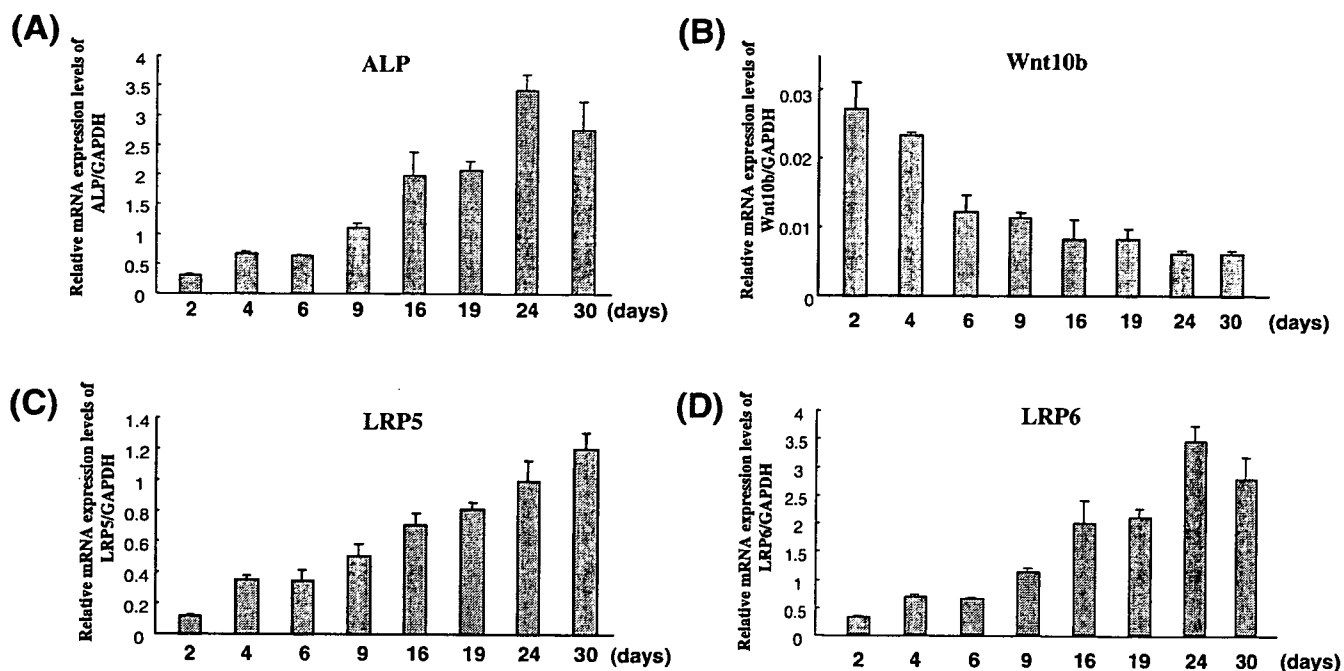 (A)
Relative mRNA expression levels of
ALP/GAPDH
ALP
4
3.5
3
2.5
2
1.5
1
0.5
0
2 4 6 9 16 19 24 30 (days)
(B)
Relative mRNA expression levels of
Wnt10b/GAPDH
Wnt10b
0.03
0.02
0.01
0
2 4 6 9 16 19 24 30 (days)
(C)
Relative mRNA expression levels of
LRP5/GAPDH
LRP5
1.4
1.2
1
0.8
0.6
0.4
0.2
0
2 4 6 9 16 19 24 30 (days)
(D)
Relative mRNA expression levels of
LRP6/GAPDH
LRP6
4
3.5
3
2.5
2
1.5
1
0.5
0
2 4 6 9 16 19 24 30 (days)